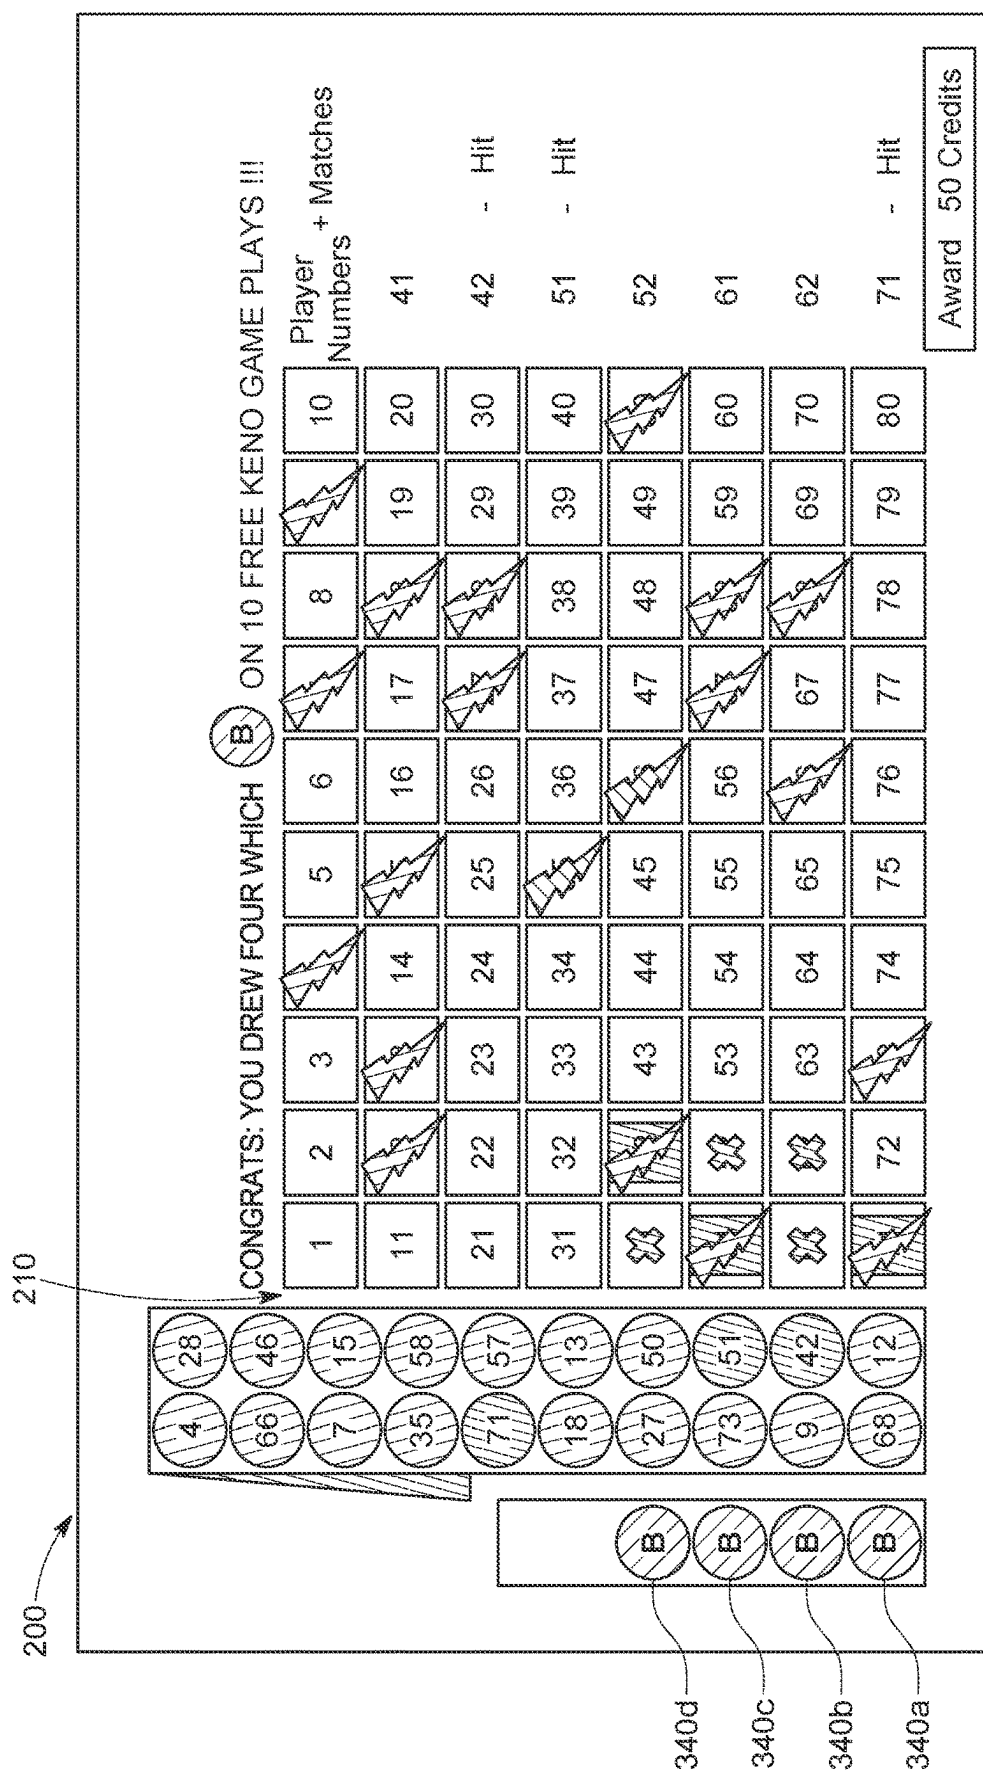 200
210
CONGRATS: YOU DREW FOUR WHICH B ON 10 FREE KENO GAME PLAYS !!!
4 28
66 46
7 15
35 58
71 57
18 13
27 50
73 51
9 42
68 12
B
B
B
B
340d
340c
340b
340a
1 2 3 5 6 8 10
11 14 16 17 19 20
21 22 23 24 25 26 29 30
31 32 33 34 36 37 38 39 40
43 44 45 47 48 49
53 54 55 56 59 60
63 64 65 67 69 70
72 74 75 76 77 78 79 80
Player
Numbers + Matches
41
42 - Hit
51 - Hit
52
61
62
71 - Hit
Award 50 Credits